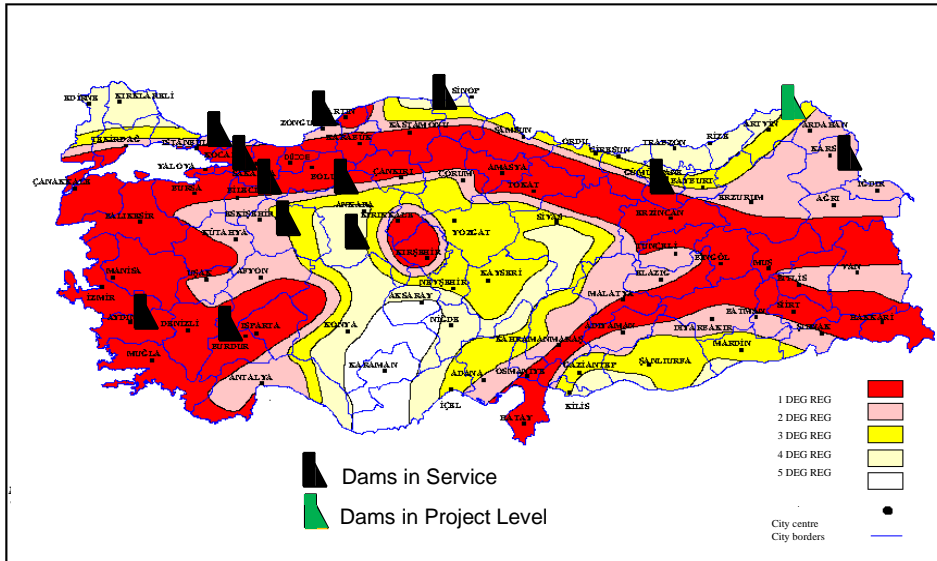 SİNOP
EDİRNE
KIRKLARELİ
ZONGU
KASTAMONU
SAMSUN
ARTVİN
ARDAHAN
RİZE
TRABZON
ORDU
GİRESUN
KARS
TEKİRDAĞ
İSTANBUL
KOCA
YALOVA
BOLU
ÇANKIRI
ÇORUM
AMASYA
TOKAT
BAYBURT
ERZURUM
IĞDIR
AĞRI
ÇANAKKALE
BURSA
BALIKESİR
ESKİŞEHİR
ANKARA
KIRIKKALE
YOZGAT
SİVAS
ERZİNCAN
KÜTAHYA
TUNCELİ
BİNGÖL
MUŞ
VAN
MANİSA
UŞAK
AFYON
KIRŞEHİR
KAYSERİ
ELAZIĞ
BİTLİS
İZMİR
NEVŞEHİR
AKSARAY
MALATYA
SİİRT
AYDIN
DENİZLİ
ISPARTA
KONYA
NİĞDE
ADIYAMAN
DİYARBAKIR
BATMAN
ŞIRNAK
HAKKARİ
BURDUR
MUĞLA
KAHRAMANMARAŞ
MARDİN
ANTALYA
KARAMAN
ADANA
OSMANİYE
GAZİANTEP
ŞANLIURFA
İÇEL
KİLİS
HATAY
1 DEG REG
2 DEG REG
3 DEG REG
4 DEG REG
5 DEG REG
Dams in Service
Dams in Project Level
City centre
City borders